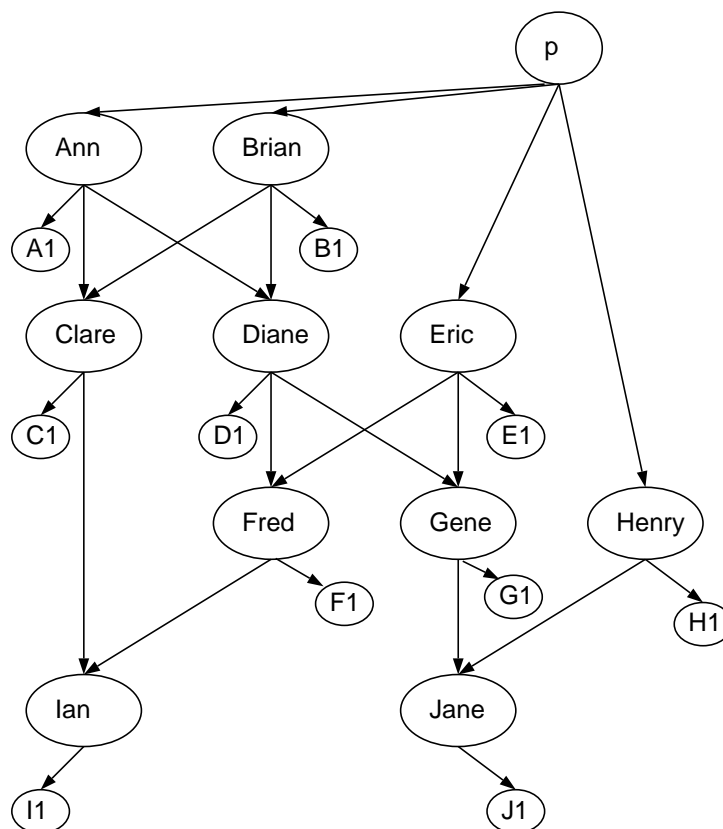 p
Ann
Brian
A1
B1
Clare
Diane
Eric
C1
D1
E1
Fred
Gene
Henry
F1
G1
H1
Ian
Jane
I1
J1